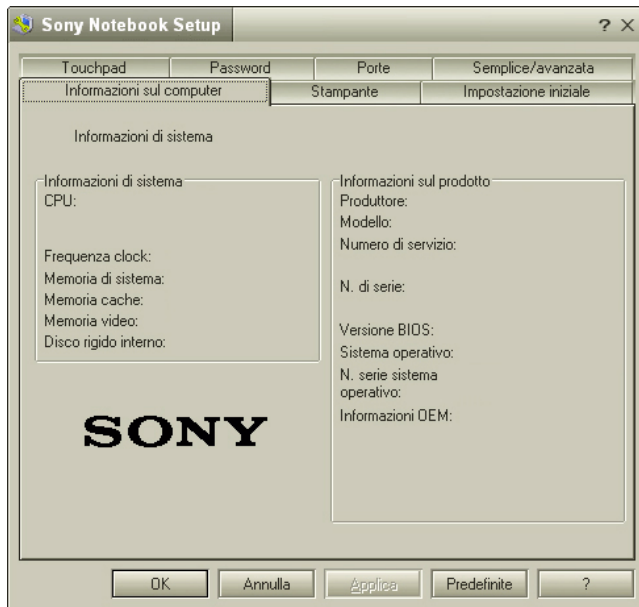 Sony Notebook Setup
? ×
Touchpad
Password
Porte
Semplice/avanzata
Informazioni sul computer
Stampante
Impostazione iniziale
Informazioni di sistema
Informazioni di sistema
CPU:
Frequenza clock:
Memoria di sistema:
Memoria cache:
Memoria video:
Disco rigido interno:
Informazioni sul prodotto
Produttore:
Modello:
Numero di servizio:
N. di serie:
Versione BIOS:
Sistema operativo:
N. serie sistema
operativo:
Informazioni OEM:
SONY
OK
Annulla
Applica
Predefinite
?